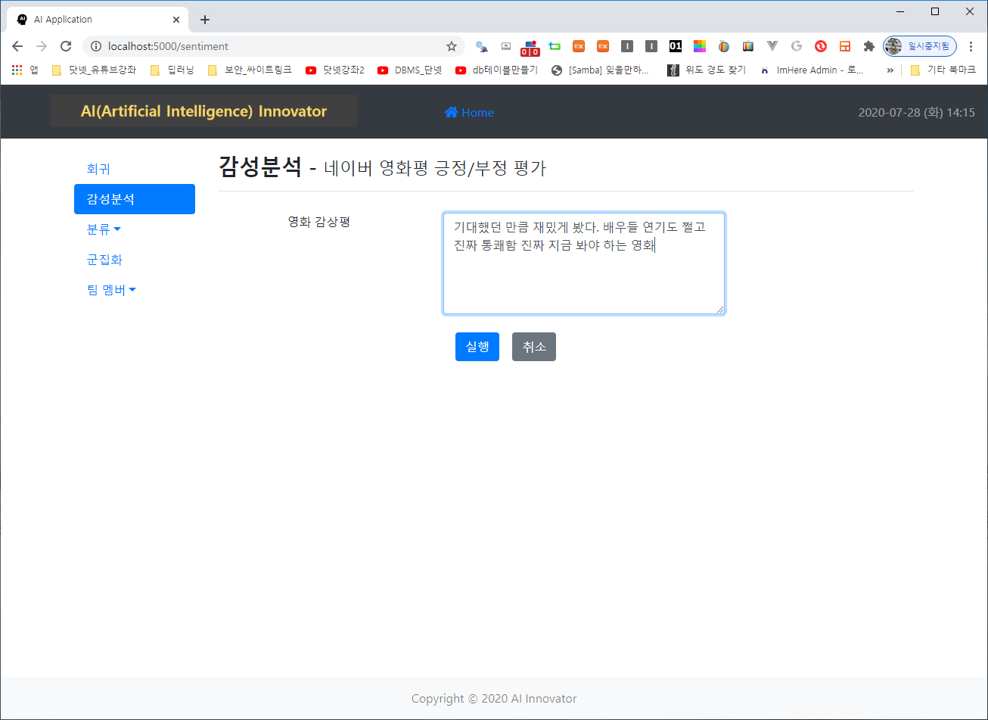 AI Application
localhost:5000/sentiment
일시중지됨
앱 닷넷_유튜브강좌 딥러닝 보안_싸이트링크 닷넷강좌2 DBMS_단넷 db테이블만들기 [Samba] 잊을만하... 위도 경도 찾기 ImHere Admin - 로... » 기타 북마크
AI(Artificial Intelligence) Innovator Home 2020-07-28 (화) 14:15
회귀
감성분석
분류
군집화
팀 멤버
감성분석 - 네이버 영화평 긍정/부정 평가
영화 감상평
기대했던 만큼 재밌게 봤다. 배우들 연기도 쩔고
진짜 통쾌함 진짜 지금 봐야 하는 영화
실행 취소
Copyright © 2020 AI Innovator